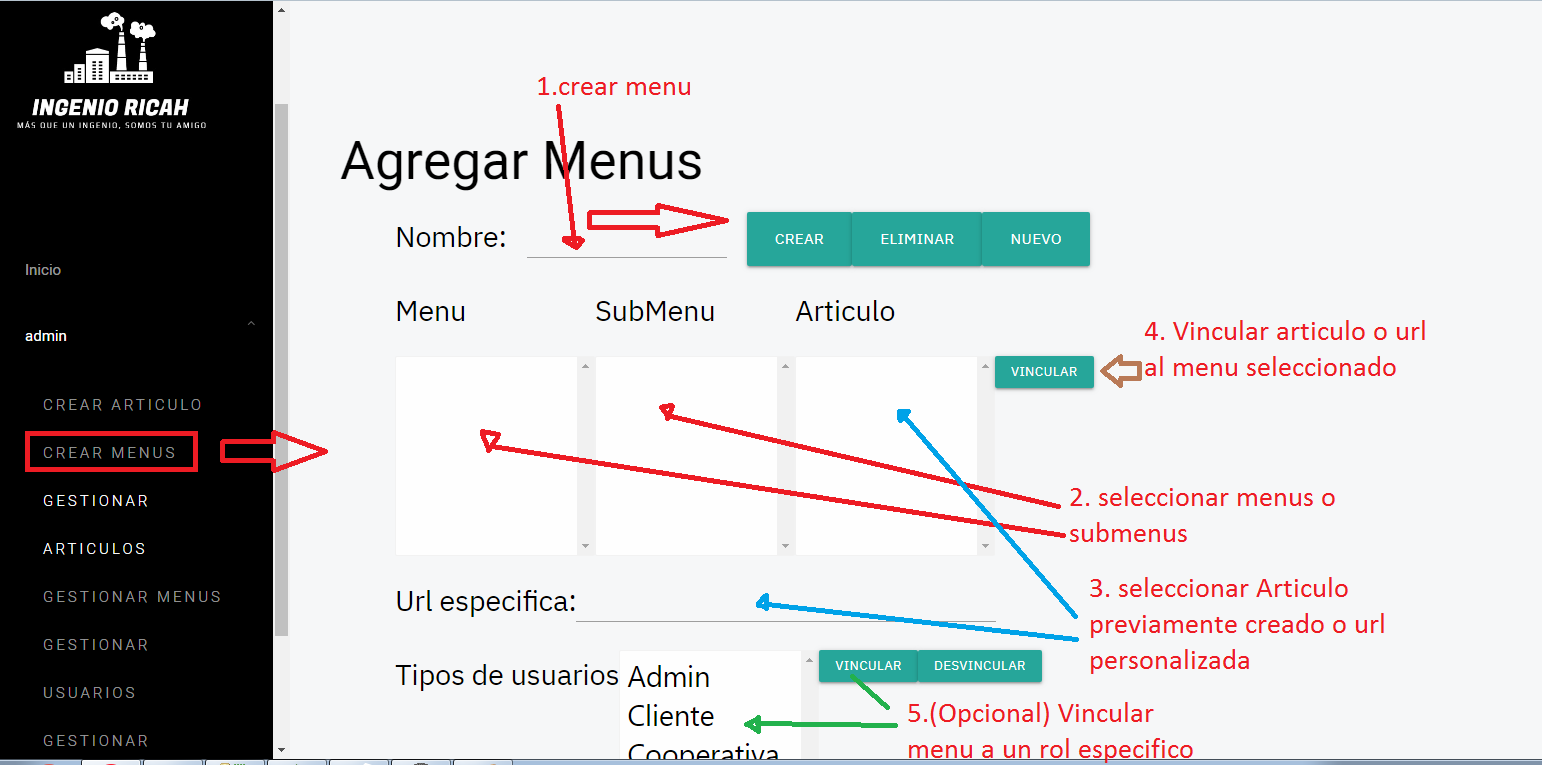 INGENIO RICAH
MÁS QUE UN INGENIO, SOMOS TU AMIGO
Inicio
admin
CREAR ARTICULO
CREAR MENUS
GESTIONAR
ARTICULOS
GESTIONAR MENUS
GESTIONAR
USUARIOS
GESTIONAR
1.crear menu
Agregar Menus
Nombre:
CREAR ELIMINAR NUEVO
Menu SubMenu Articulo
VINCULAR
4. Vincular articulo o url
al menu seleccionado
2. seleccionar menus o
submenus
3. seleccionar Articulo
previamente creado o url
personalizada
Url especifica:
Tipos de usuarios
Admin
Cliente
Cooperativa
VINCULAR DESVINCULAR
5.(Opcional) Vincular
menu a un rol especifico